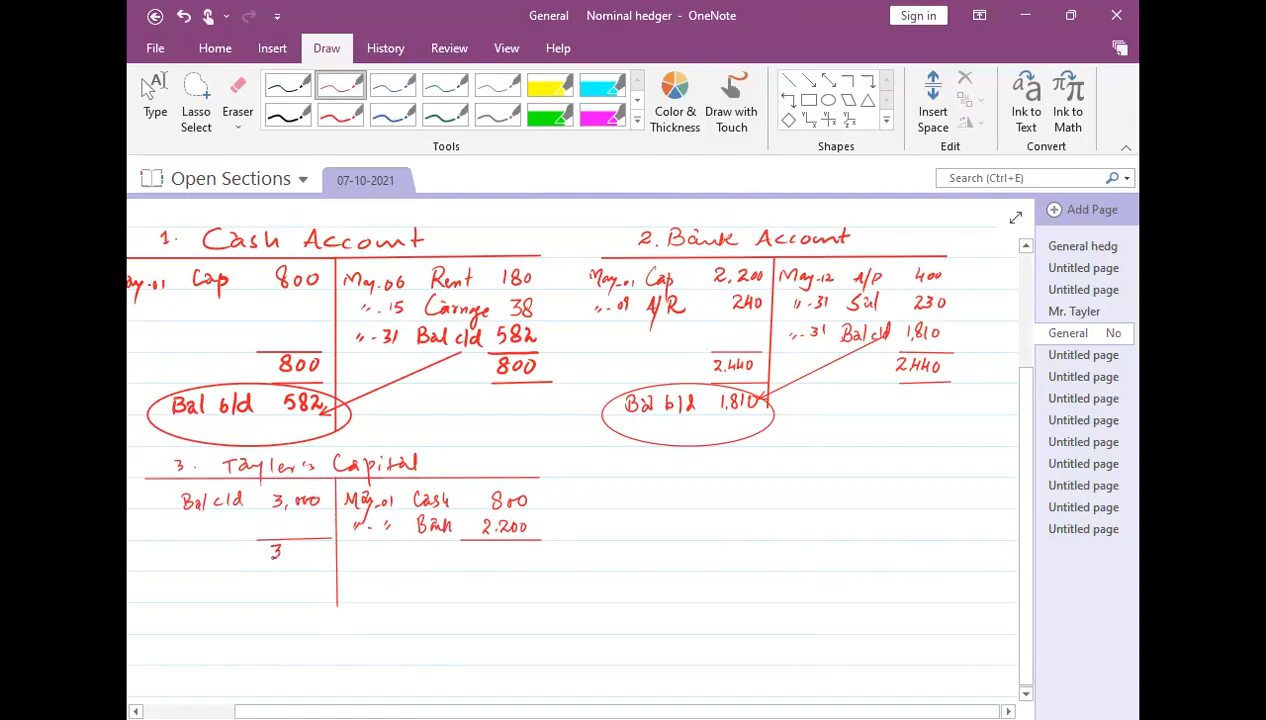 General Nominal hedger - OneNote
Sign in
File Home Insert Draw History Review View Help
Type
Lasso Select
Eraser
Color & Thickness
Draw with Touch
Insert Space
Ink to Text
Ink to Math
Tools
Shapes
Edit
Convert
Open Sections
07-10-2021
Search (Ctrl+E)
Add Page
General hedg
Untitled page
Untitled page
Mr. Tayler
General No
Untitled page
Untitled page
Untitled page
Untitled page
Untitled page
Untitled page
Untitled page
Untitled page
Untitled page
1. Cash Account
May-01 Cap 800 May-06 Rent 180
"-15 Carriage 38
"-31 Bal c/d 582
800 800
Bal b/d 582
2. Bank Account
May-01 Cap 2,200 May-12 A/P 400
"-09 A/R 240 "-31 Sal 230
"-31 Bal c/d 1,810
2.440 2440
Bal b/d 1,810
3. Tayler's Capital
Bal c/d 3,000 May-01 Cash 800
"-" Bank 2.200
3